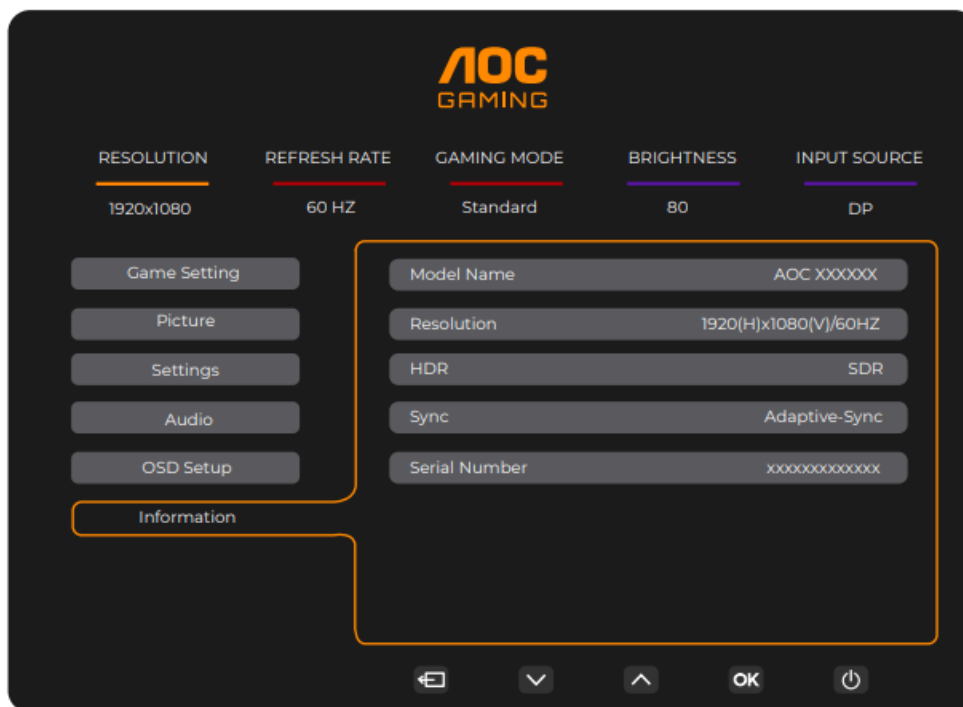 AOC
GAMING
RESOLUTION REFRESH RATE GAMING MODE BRIGHTNESS INPUT SOURCE
1920x1080 60 HZ Standard 80 DP
Game Setting
Picture
Settings
Audio
OSD Setup
Information
Model Name AOC XXXXXX
Resolution 1920(H)x1080(V)/60HZ
HDR SDR
Sync Adaptive-Sync
Serial Number xxxxxxxxxxxxx
OK